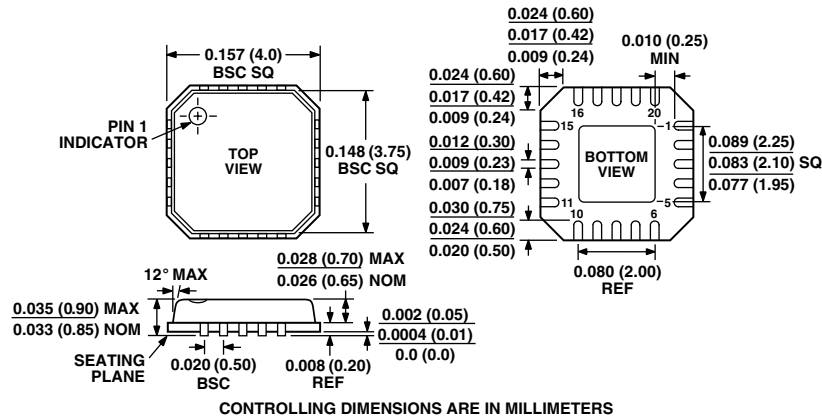 0.157 (4.0)
BSC SQ
PIN 1
INDICATOR
TOP
VIEW
0.148 (3.75)
BSC SQ
0.024 (0.60)
0.017 (0.42)
0.009 (0.24)
0.010 (0.25)
MIN
0.024 (0.60)
0.017 (0.42)
0.009 (0.24)
0.012 (0.30)
0.009 (0.23)
0.007 (0.18)
0.030 (0.75)
0.024 (0.60)
0.020 (0.50)
16
20
15
1
BOTTOM
VIEW
11
5
10
6
0.089 (2.25)
0.083 (2.10) SQ
0.077 (1.95)
0.080 (2.00)
REF
12° MAX
0.028 (0.70) MAX
0.026 (0.65) NOM
0.035 (0.90) MAX
0.033 (0.85) NOM
SEATING
PLANE
0.020 (0.50)
BSC
0.008 (0.20)
REF
0.002 (0.05)
0.0004 (0.01)
0.0 (0.0)
CONTROLLING DIMENSIONS ARE IN MILLIMETERS